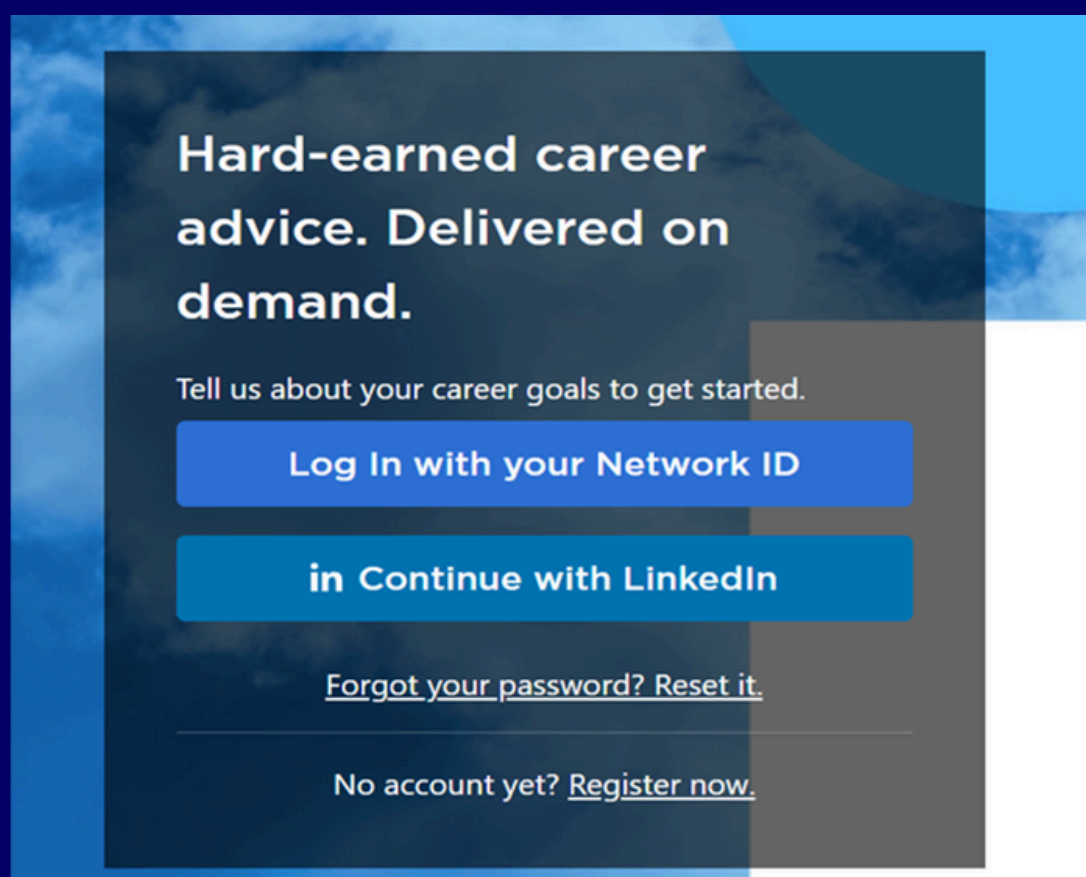 Hard-earned career
advice. Delivered on
demand.
Tell us about your career goals to get started.
Log In with your Network ID
in Continue with LinkedIn
Forgot your password? Reset it.
No account yet? Register now.